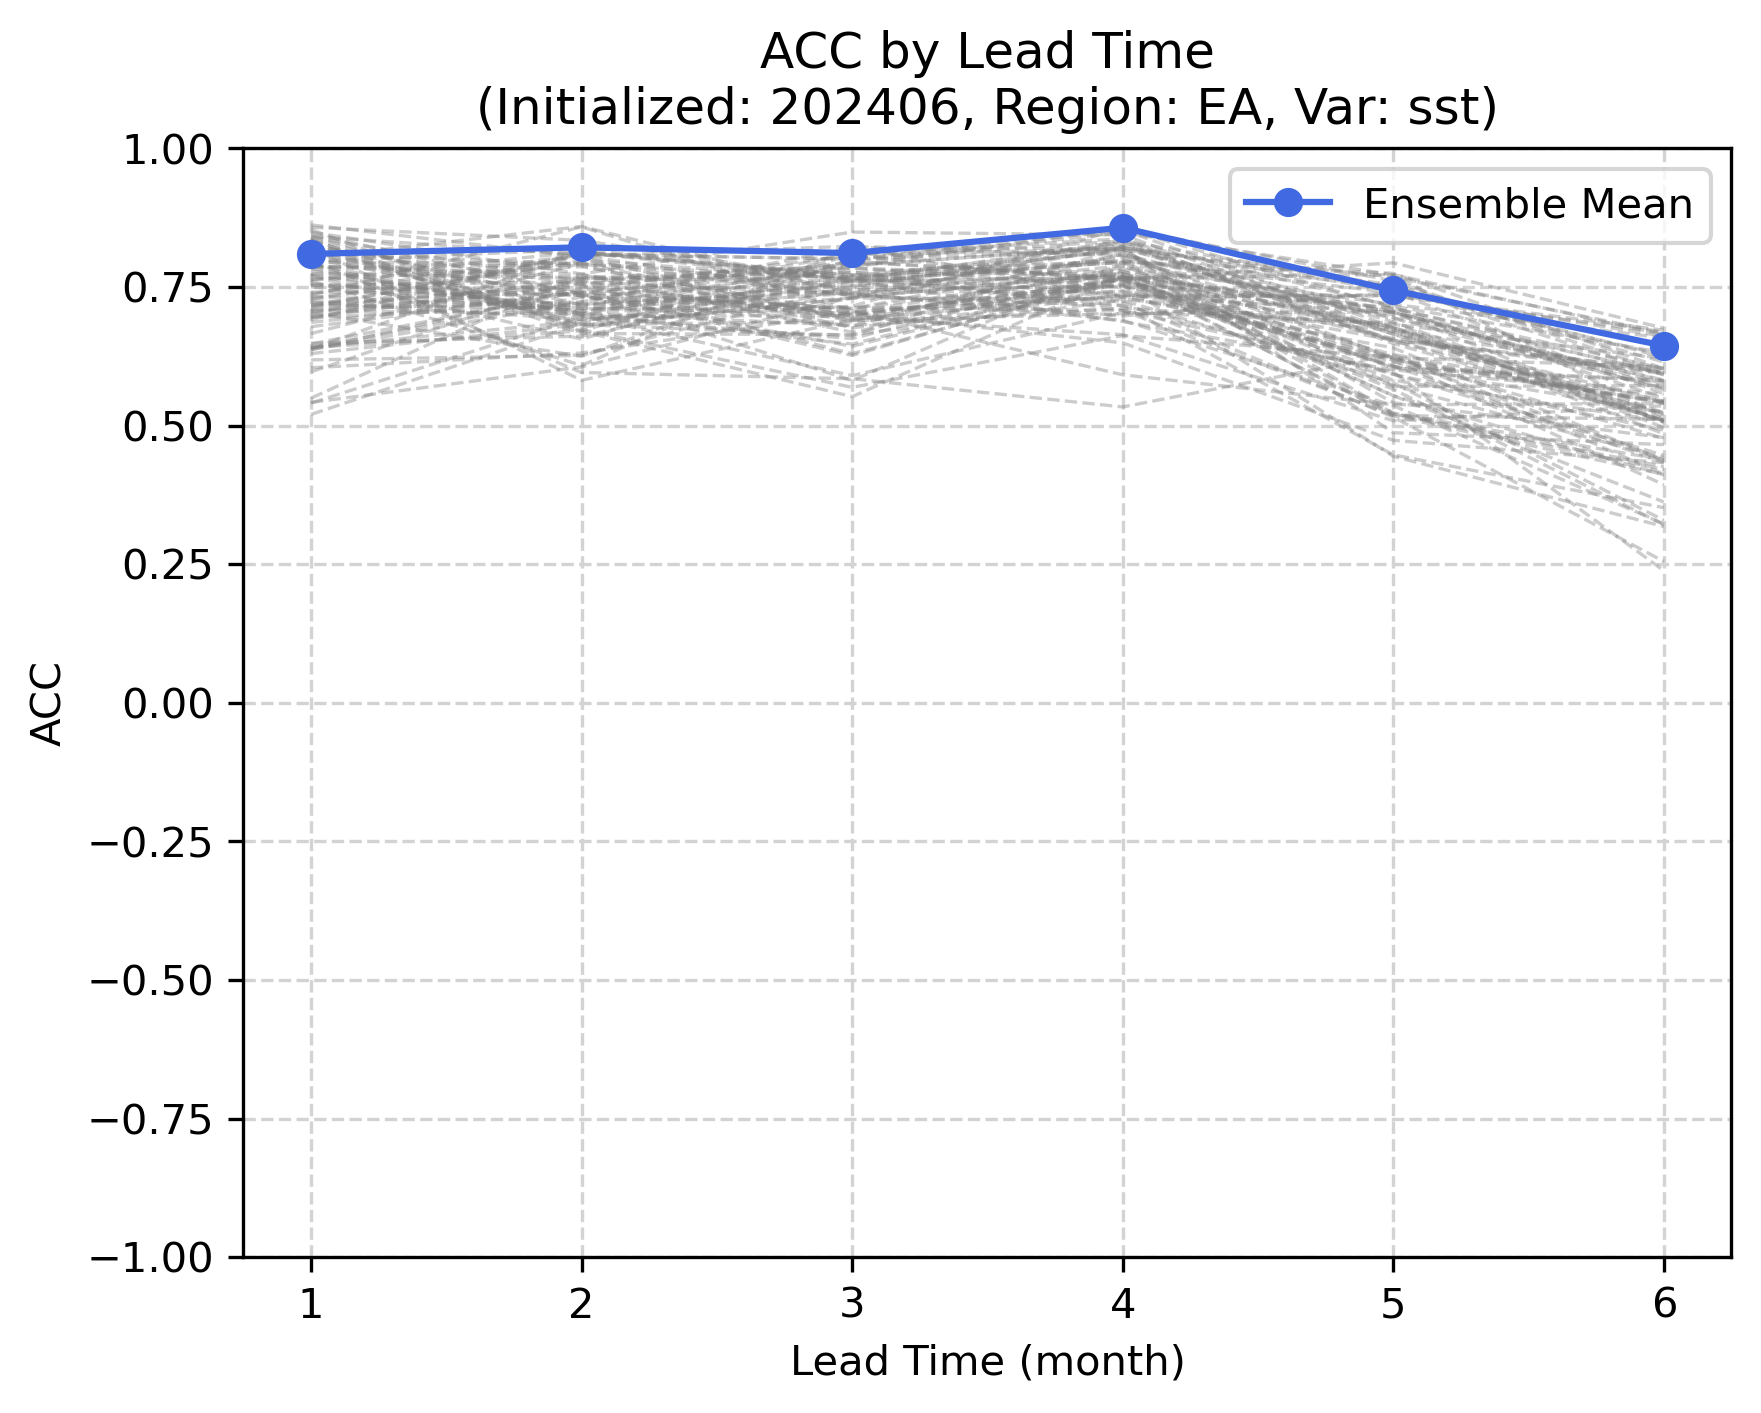 ACC by Lead Time
(Initialized: 202406, Region: EA, Var: sst)
1.00
0.75
0.50
0.25
0.00
−0.25
−0.50
−0.75
−1.00
ACC
Ensemble Mean
1 2 3 4 5 6
Lead Time (month)